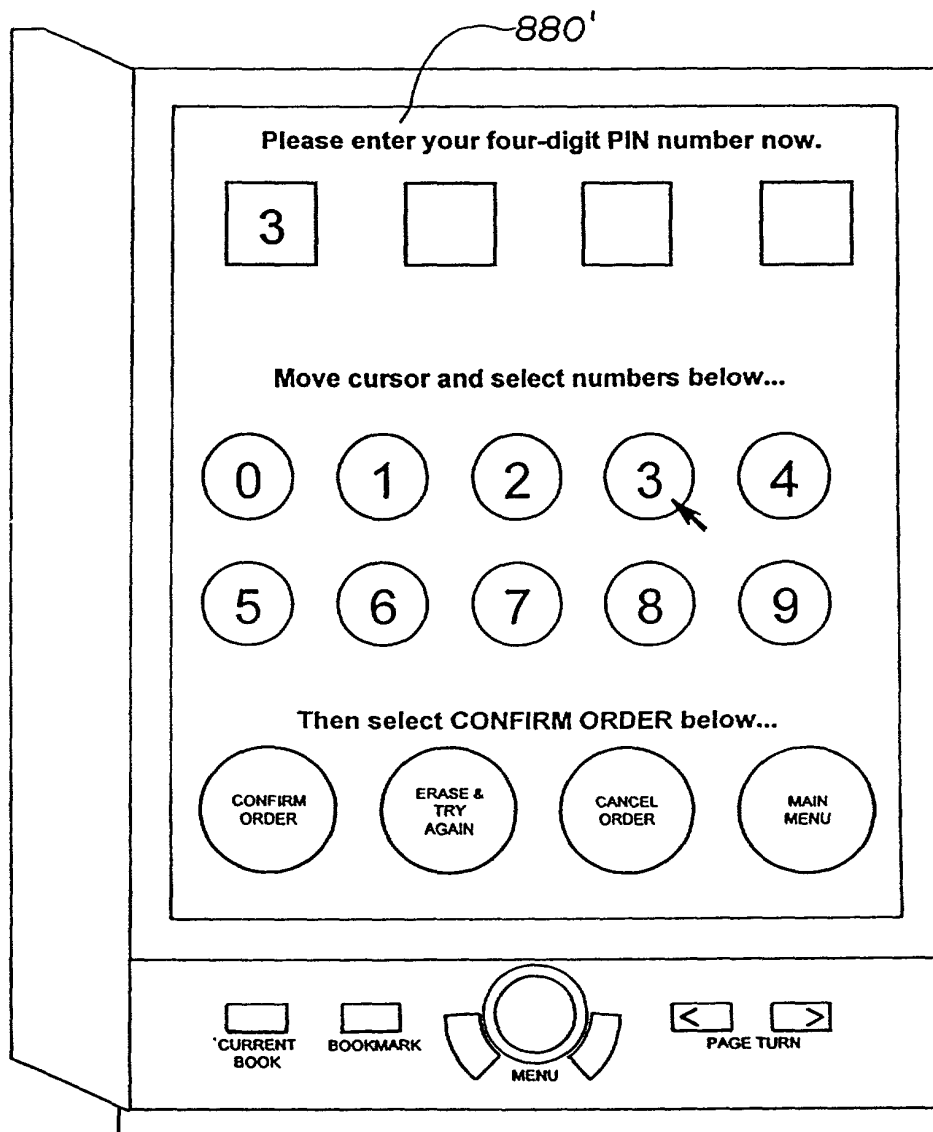 880'
Please enter your four-digit PIN number now.
3
Move cursor and select numbers below...
0 1 2 3 4
5 6 7 8 9
Then select CONFIRM ORDER below...
CONFIRM
ORDER
ERASE &
TRY
AGAIN
CANCEL
ORDER
MAIN
MENU
CURRENT
BOOK
BOOKMARK
MENU
< >
PAGE TURN